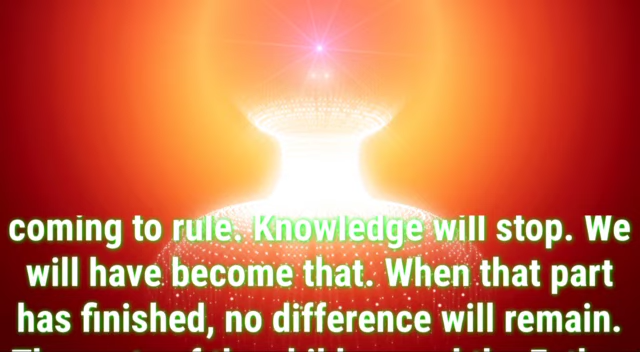 coming to rule. Knowledge will stop. We
will have become that. When that part
has finished, no difference will remain.